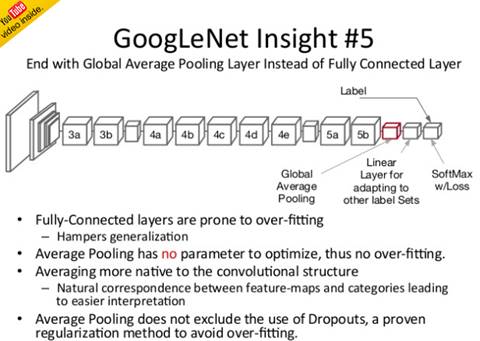 YouTube
video inside.
GoogLeNet Insight #5
End with Global Average Pooling Layer Instead of Fully Connected Layer
Label
3a 3b 4a 4b 4c 4d 4e 5a 5b
Global
Average
Pooling
Linear
Layer for
adapting to
other label Sets
SoftMax
w/Loss
• Fully-Connected layers are prone to over-fitting
– Hampers generalization
• Average Pooling has no parameter to optimize, thus no over-fitting.
• Averaging more native to the convolutional structure
– Natural correspondence between feature-maps and categories leading
to easier interpretation
• Average Pooling does not exclude the use of Dropouts, a proven
regularization method to avoid over-fitting.